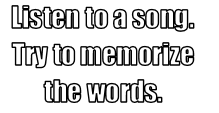 Listen to a song.
Try to memorize
the words.